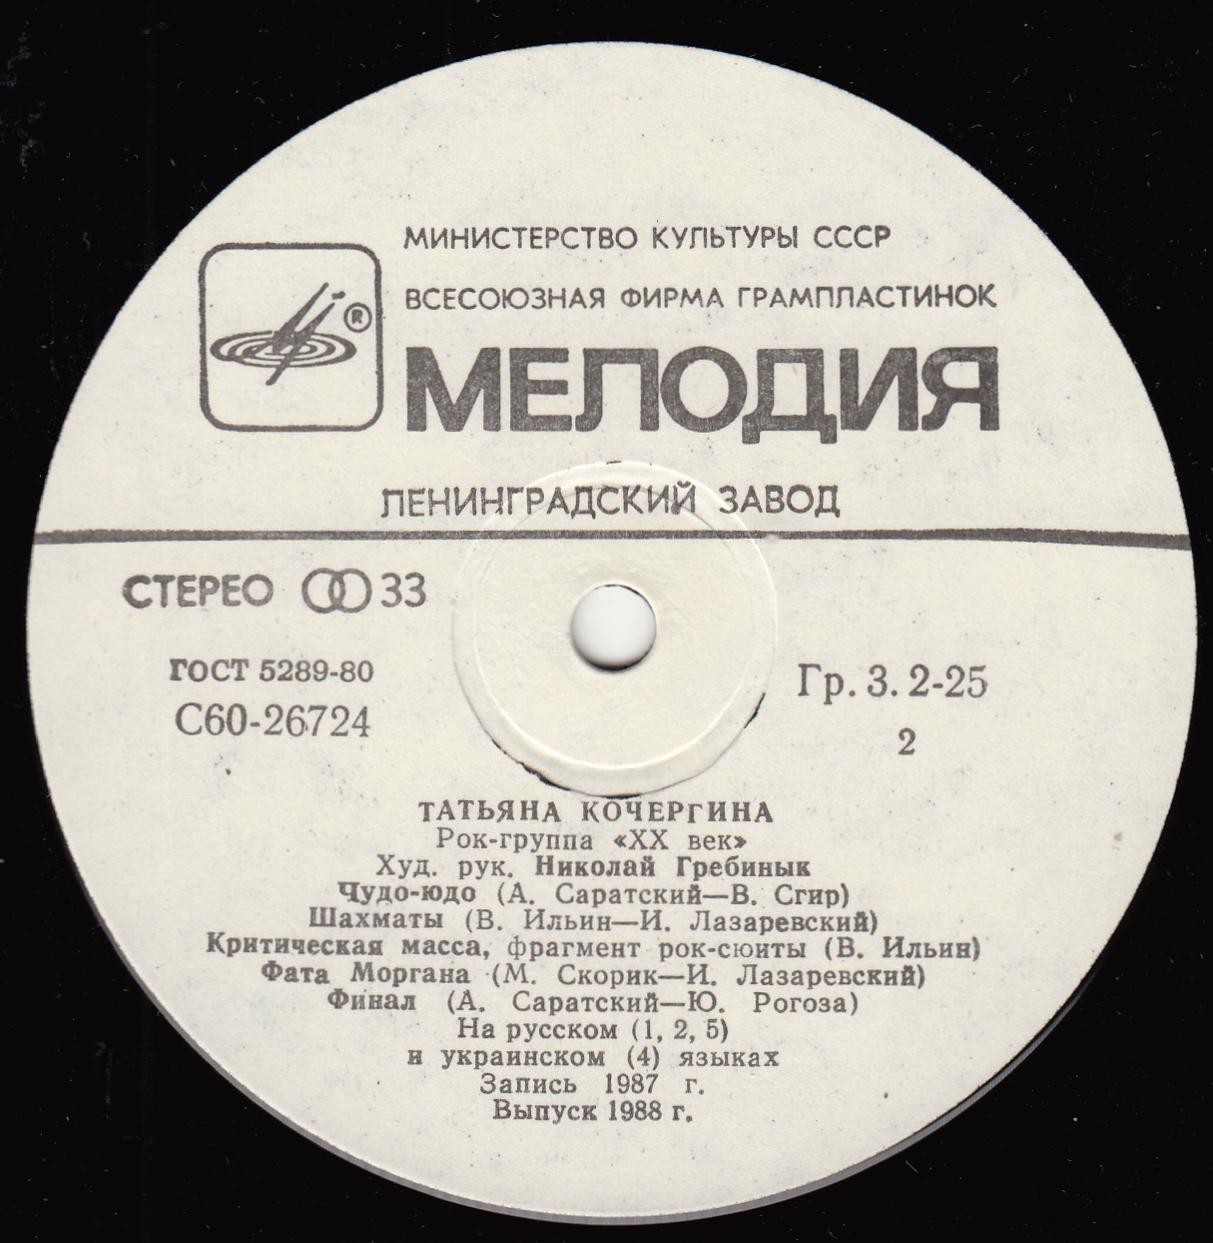 МИНИСТЕРСТВО КУЛЬТУРЫ СССР
ВСЕСОЮЗНАЯ ФИРМА ГРАМПЛАСТИНОК
®
МЕЛОДИЯ
ЛЕНИНГРАДСКИЙ ЗАВОД
СТЕРЕО 33
ГОСТ 5289-80
С60-26724
Гр. 3. 2-25
2
ТАТЬЯНА КОЧЕРГИНА
Рок-группа «XX век»
Худ. рук. Николай Гребинык
Чудо-юдо (А. Саратский—В. Сгир)
Шахматы (В. Ильин—И. Лазаревский)
Критическая масса, фрагмент рок-сюиты (В. Ильин)
Фата Моргана (М. Скорик—И. Лазаревский)
Финал (А. Саратский—Ю. Рогоза)
На русском (1, 2, 5)
и украинском (4) языках
Запись 1987 г.
Выпуск 1988 г.